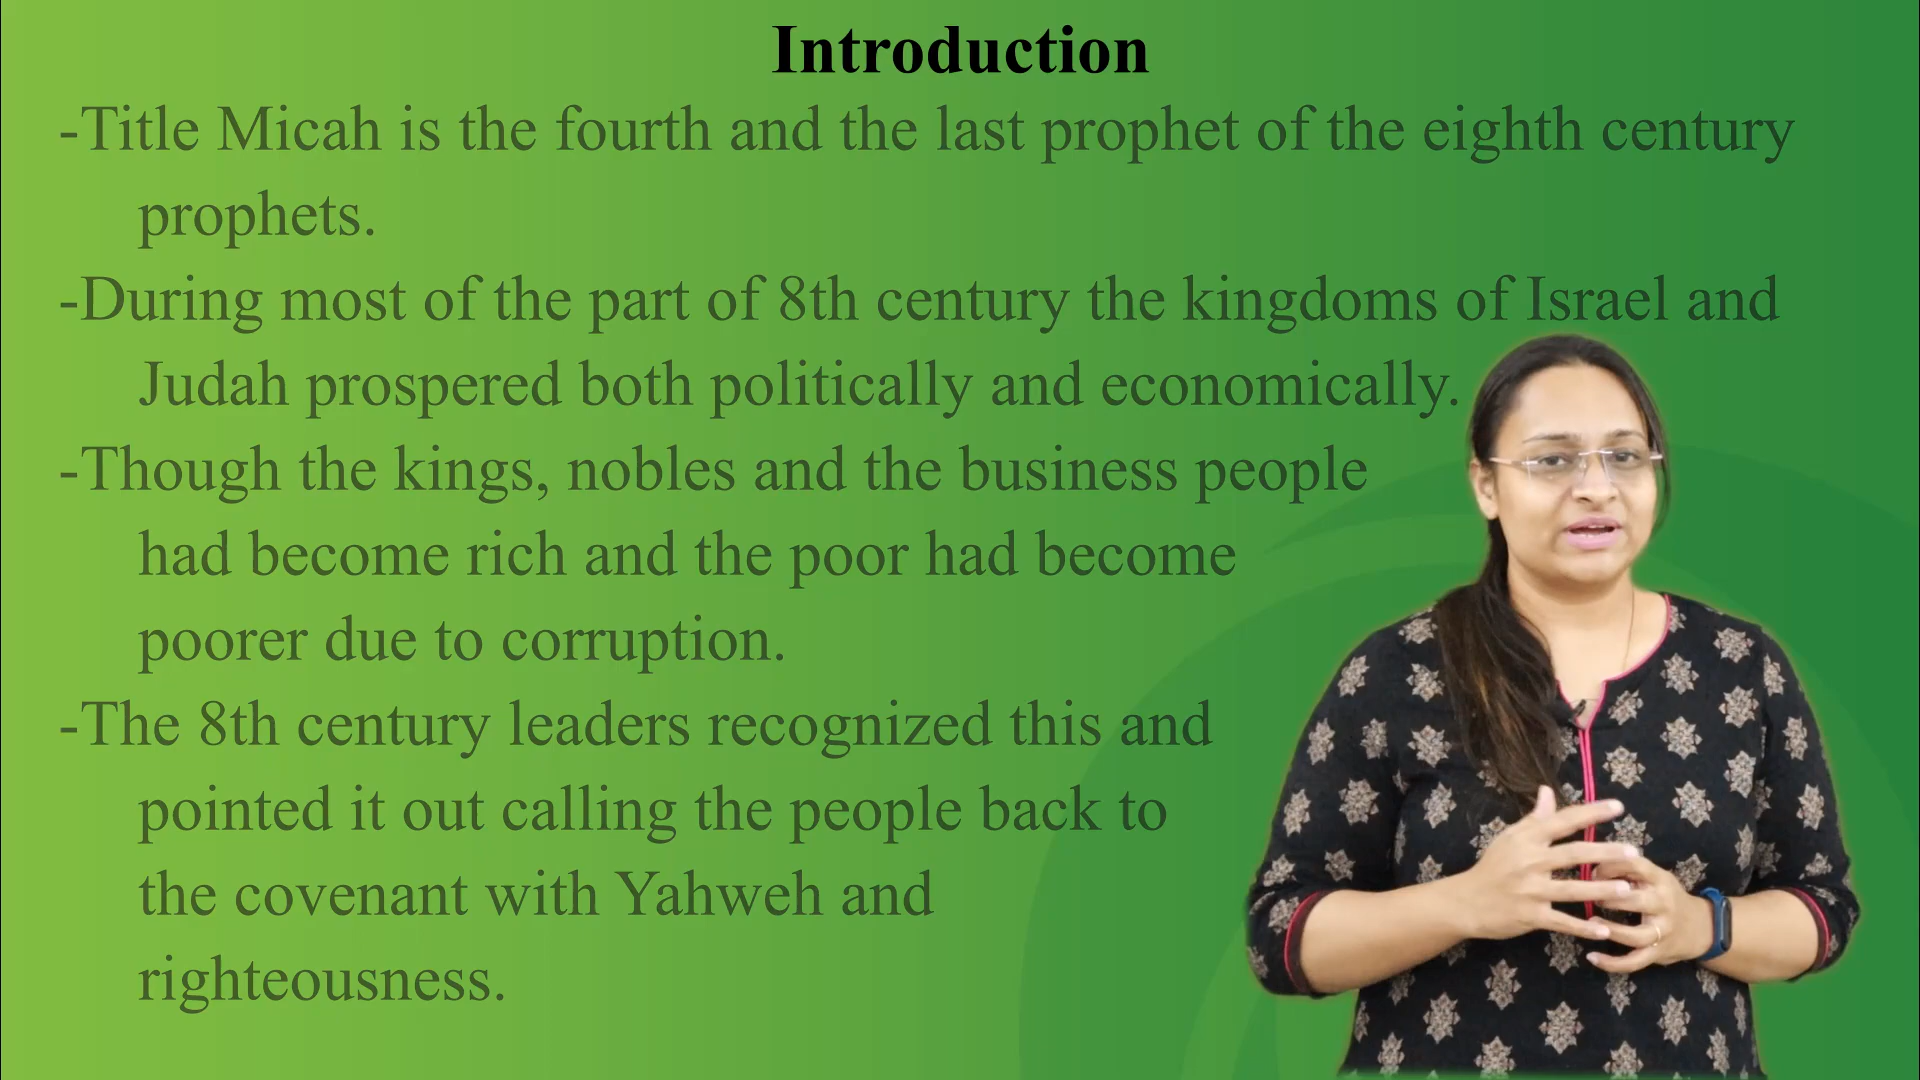 Introduction
-Title Micah is the fourth and the last prophet of the eighth century
prophets.
-During most of the part of 8th century the kingdoms of Israel and
Judah prospered both politically and economically.
-Though the kings, nobles and the business people
had become rich and the poor had become
poorer due to corruption.
-The 8th century leaders recognized this and
pointed it out calling the people back to
the covenant with Yahweh and
righteousness.